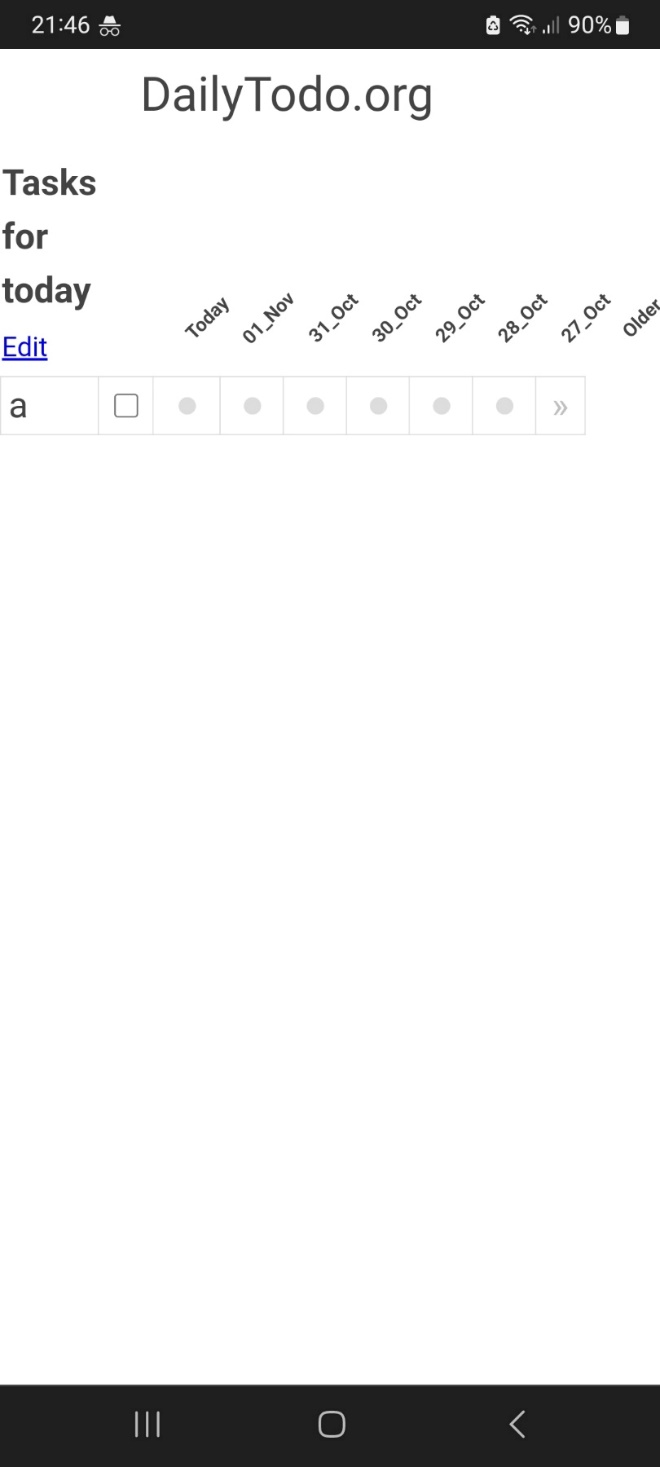 21:46 90%
DailyTodo.org
Tasks
for
today
Edit
Today 01_Nov 31_Oct 30_Oct 29_Oct 28_Oct 27_Oct Older
a »